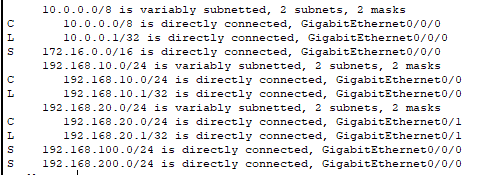 10.0.0.0/8 is variably subnetted, 2 subnets, 2 masks
C 10.0.0.0/8 is directly connected, GigabitEthernet0/0/0
L 10.0.0.1/32 is directly connected, GigabitEthernet0/0/0
S 172.16.0.0/16 is directly connected, GigabitEthernet0/0/0
192.168.10.0/24 is variably subnetted, 2 subnets, 2 masks
C 192.168.10.0/24 is directly connected, GigabitEthernet0/0
L 192.168.10.1/32 is directly connected, GigabitEthernet0/0
192.168.20.0/24 is variably subnetted, 2 subnets, 2 masks
C 192.168.20.0/24 is directly connected, GigabitEthernet0/1
L 192.168.20.1/32 is directly connected, GigabitEthernet0/1
S 192.168.100.0/24 is directly connected, GigabitEthernet0/0/0
S 192.168.200.0/24 is directly connected, GigabitEthernet0/0/0